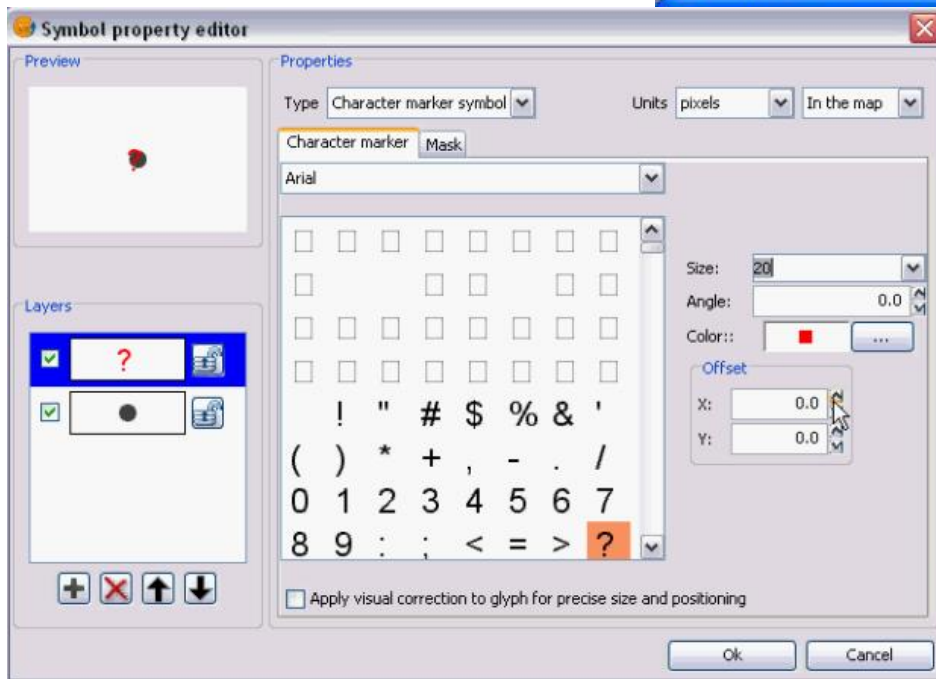 Symbol property editor
Preview
Properties
Type Character marker symbol Units pixels In the map
Character marker Mask
Arial
Size: 20
Angle: 0.0
Color::
...
Layers
?
Offset
X: 0.0
Y: 0.0
! " # $ % & '
( ) * + , - . /
0 1 2 3 4 5 6 7
8 9 : ; < = > ?
Apply visual correction to glyph for precise size and positioning
Ok Cancel